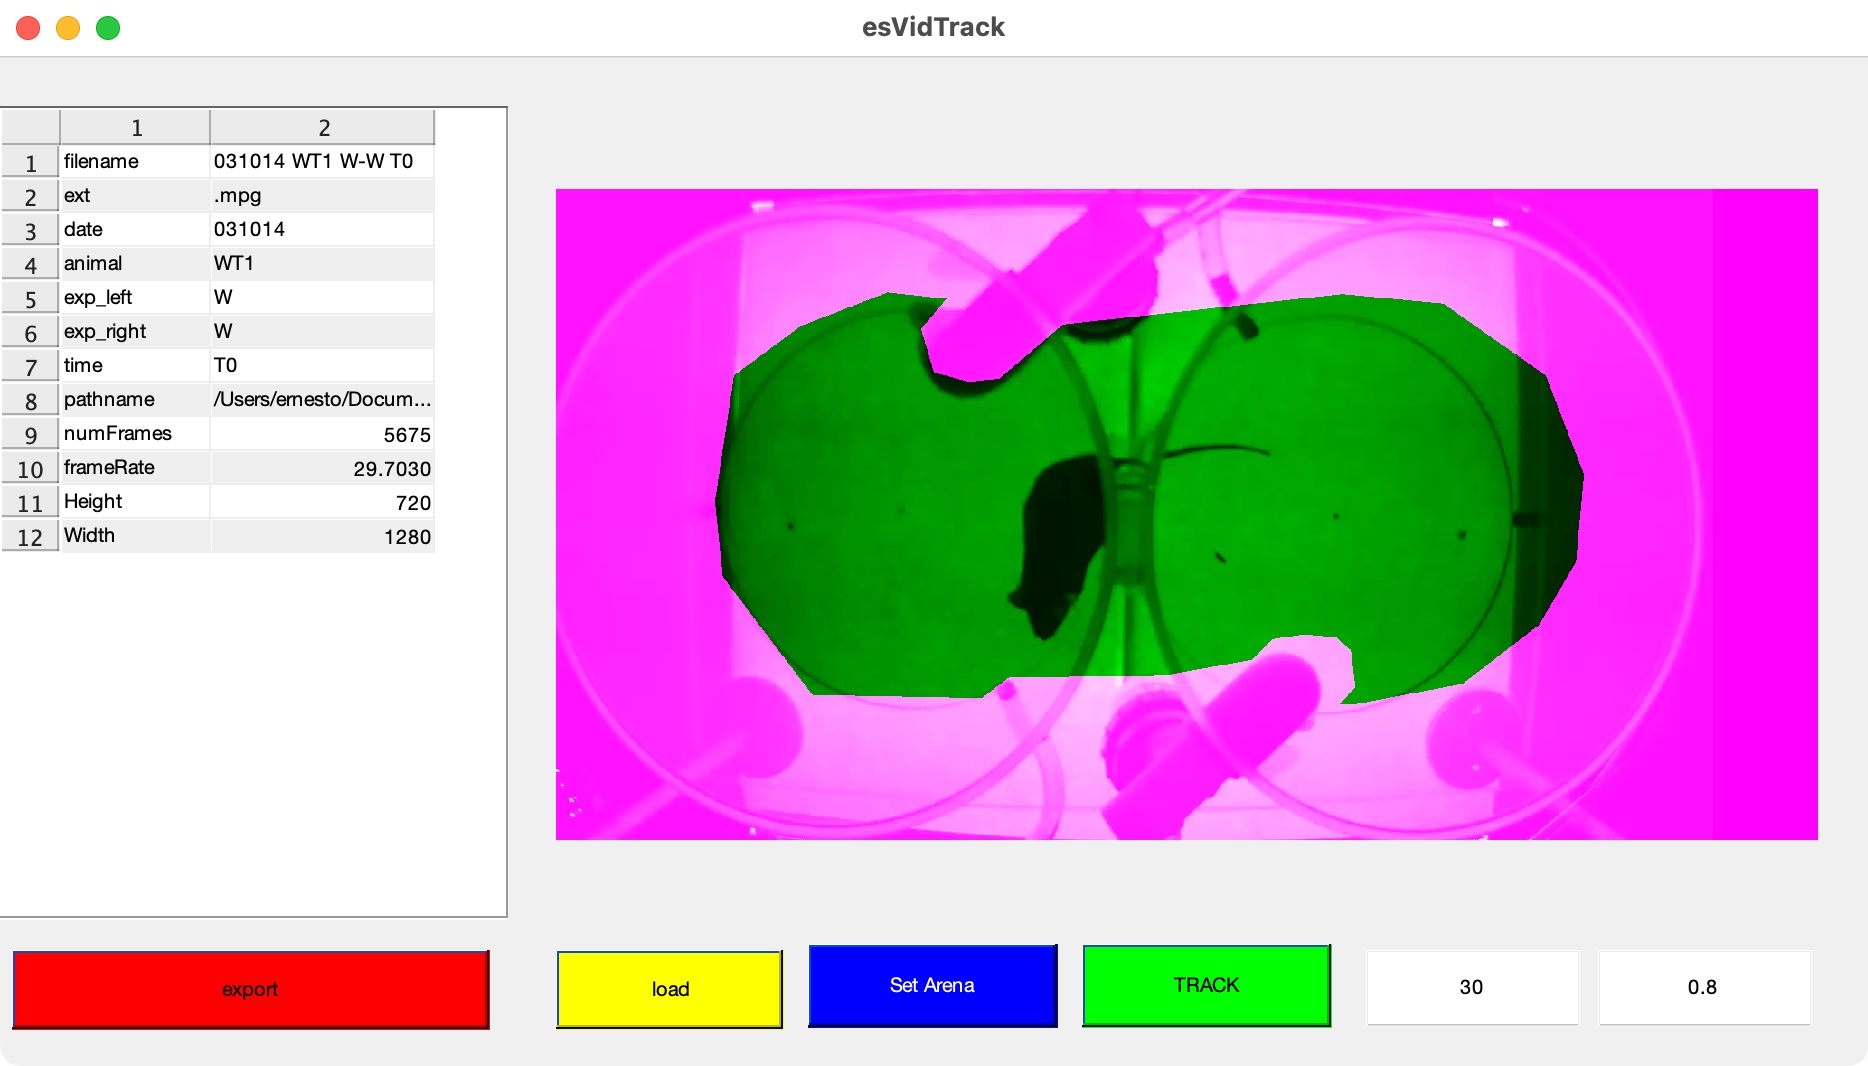 esVidTrack
1 2
1 filename 031014 WT1 W-W T0
2 ext .mpg
3 date 031014
4 animal WT1
5 exp_left W
6 exp_right W
7 time T0
8 pathname /Users/ernesto/Docum...
9 numFrames 5675
10 frameRate 29.7030
11 Height 720
12 Width 1280
export load Set Arena TRACK 30 0.8